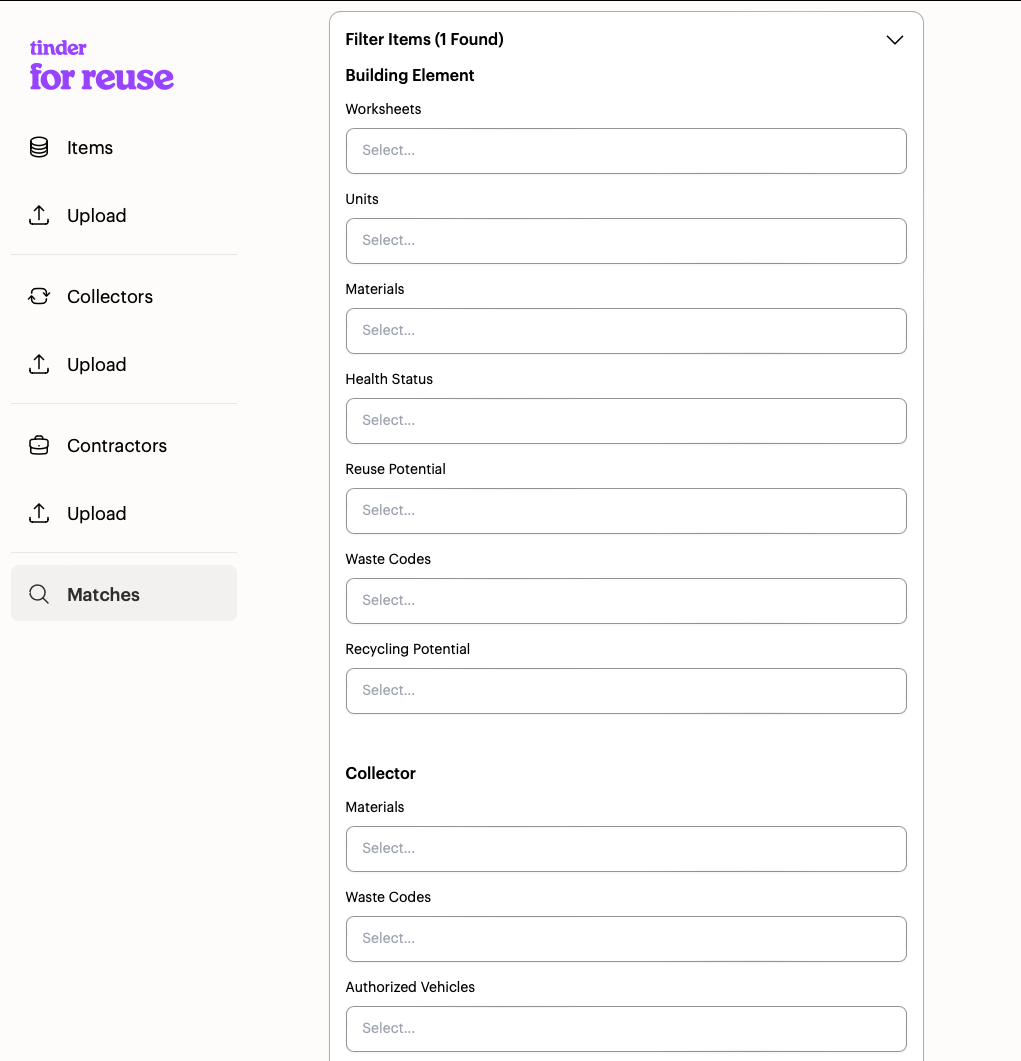 tinder
for reuse
Items
Upload
Collectors
Upload
Contractors
Upload
Matches
Filter Items (1 Found)
Building Element
Worksheets
Select...
Units
Select...
Materials
Select...
Health Status
Select...
Reuse Potential
Select...
Waste Codes
Select...
Recycling Potential
Select...
Collector
Materials
Select...
Waste Codes
Select...
Authorized Vehicles
Select...